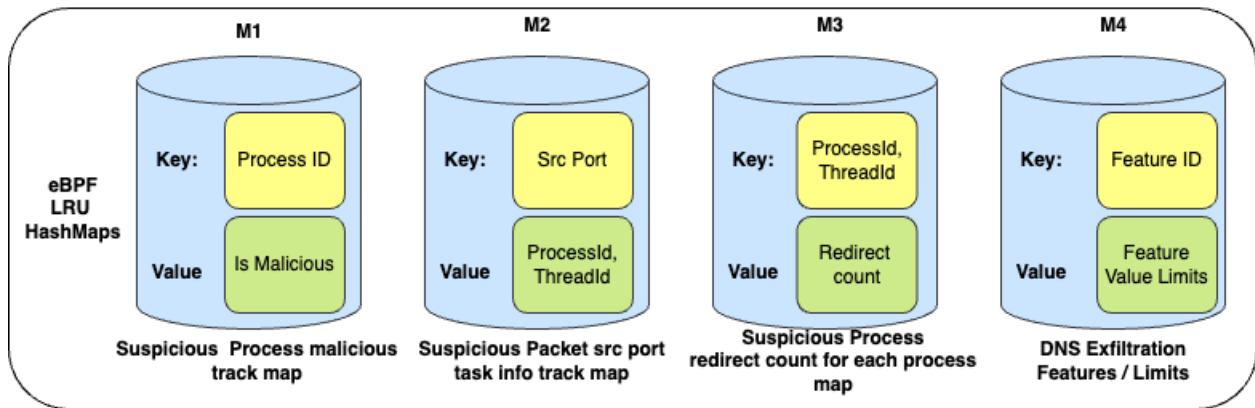 M1
M2
M3
M4
eBPF
LRU
HashMaps
Key:
Process ID
Value
Is Malicious
Suspicious Process malicious
track map
Key:
Src Port
Value
ProcessId,
ThreadId
Suspicious Packet src port
task info track map
Key:
ProcessId,
ThreadId
Value
Redirect
count
Suspicious Process
redirect count for each process
map
Key:
Feature ID
Value
Feature
Value Limits
DNS Exfiltration
Features / Limits